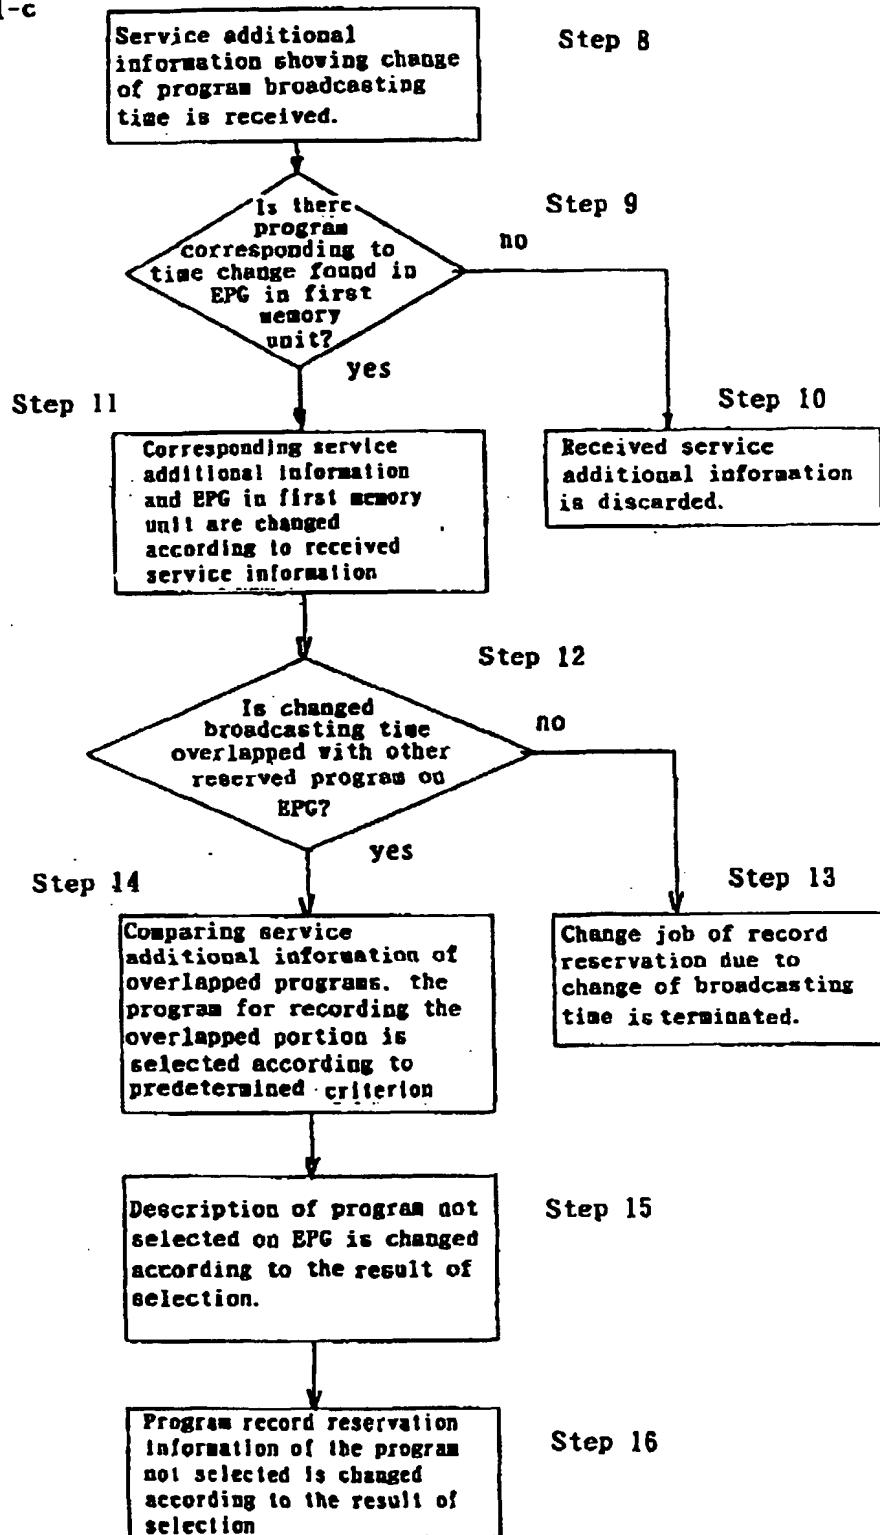 1-c
Service additional
information showing change
of program broadcasting
time is received.
Step 8
Is there
program
corresponding to
time change found in
EPG in first
memory
unit?
Step 9
no
yes
Step 11
Step 10
Corresponding service
additional information
and EPG in first memory
unit are changed
according to received
service information
Received service
additional information
is discarded.
Step 12
Is changed
broadcasting time
overlapped with other
reserved program on
EPG?
no
yes
Step 14
Step 13
Comparing service
additional information of
overlapped programs. the
program for recording the
overlapped portion is
selected according to
predetermined criterion
Change job of record
reservation due to
change of broadcasting
time is terminated.
Description of program not
selected on EPG is changed
according to the result of
selection.
Step 15
Program record reservation
information of the program
not selected is changed
according to the result of
selection
Step 16